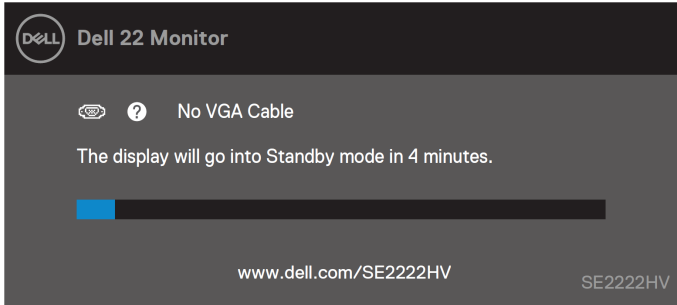 DELL Dell 22 Monitor
? No VGA Cable
The display will go into Standby mode in 4 minutes.
www.dell.com/SE2222HV
SE2222HV